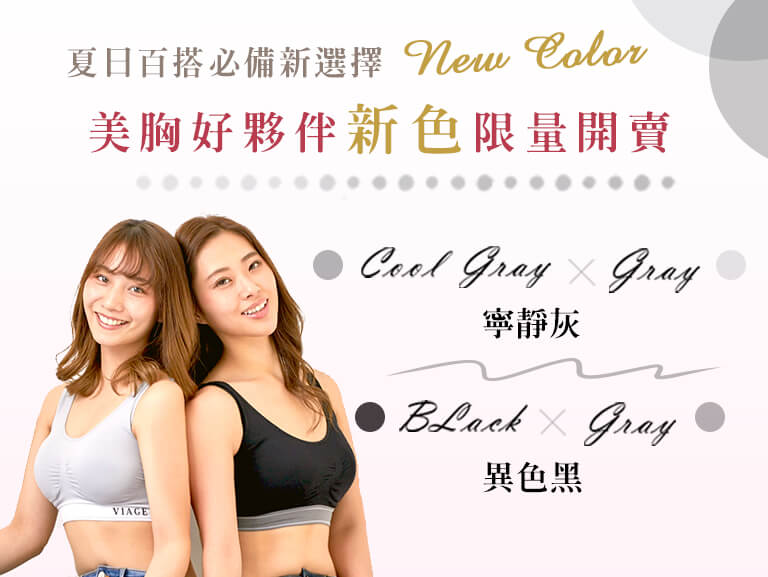 夏日百搭必備新選擇 New Color
美胸好夥伴新色限量開賣
Cool Gray × Gray
寧靜灰
BLack × Gray
異色黑
VIAGE